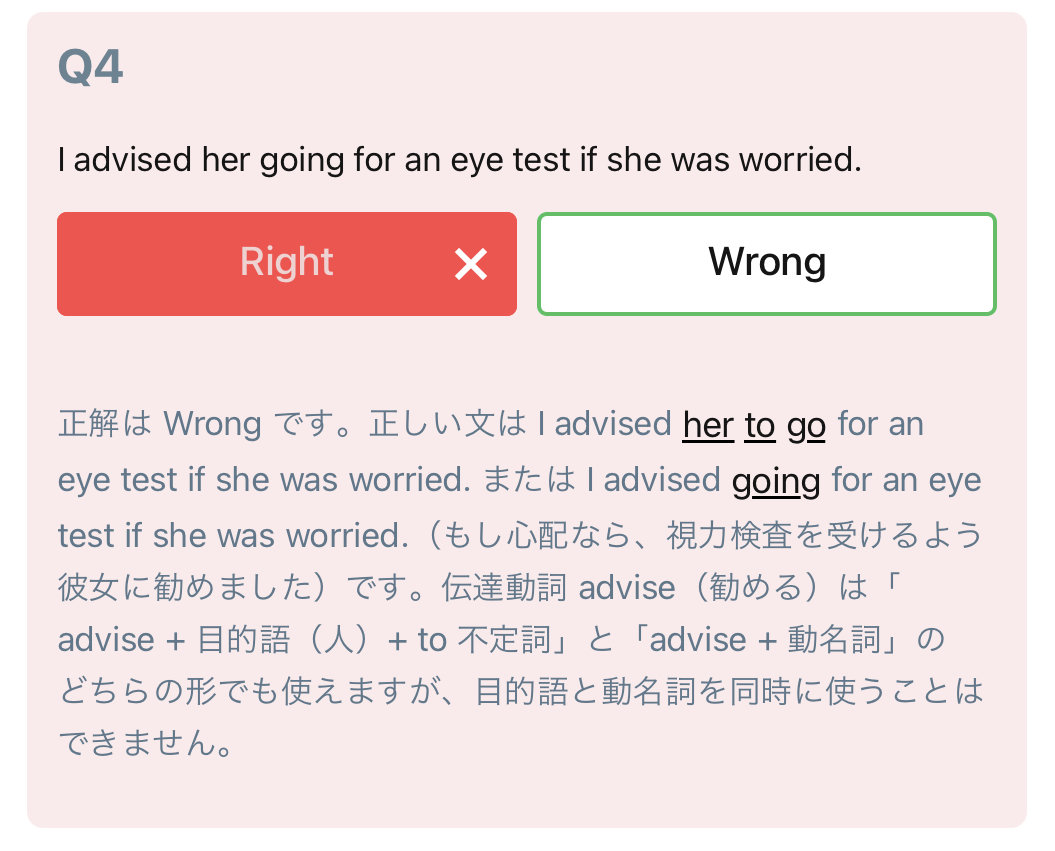 Q4
I advised her going for an eye test if she was worried.
Right
Wrong
正解は Wrong です。正しい文は I advised her to go for an
eye test if she was worried. または I advised going for an eye
test if she was worried.（もし心配なら、視力検査を受けるよう
彼女に勧めました）です。伝達動詞 advise（勧める）は「
advise + 目的語（人）+ to 不定詞」と「advise + 動名詞」の
どちらの形でも使えますが、目的語と動名詞を同時に使うことは
できません。